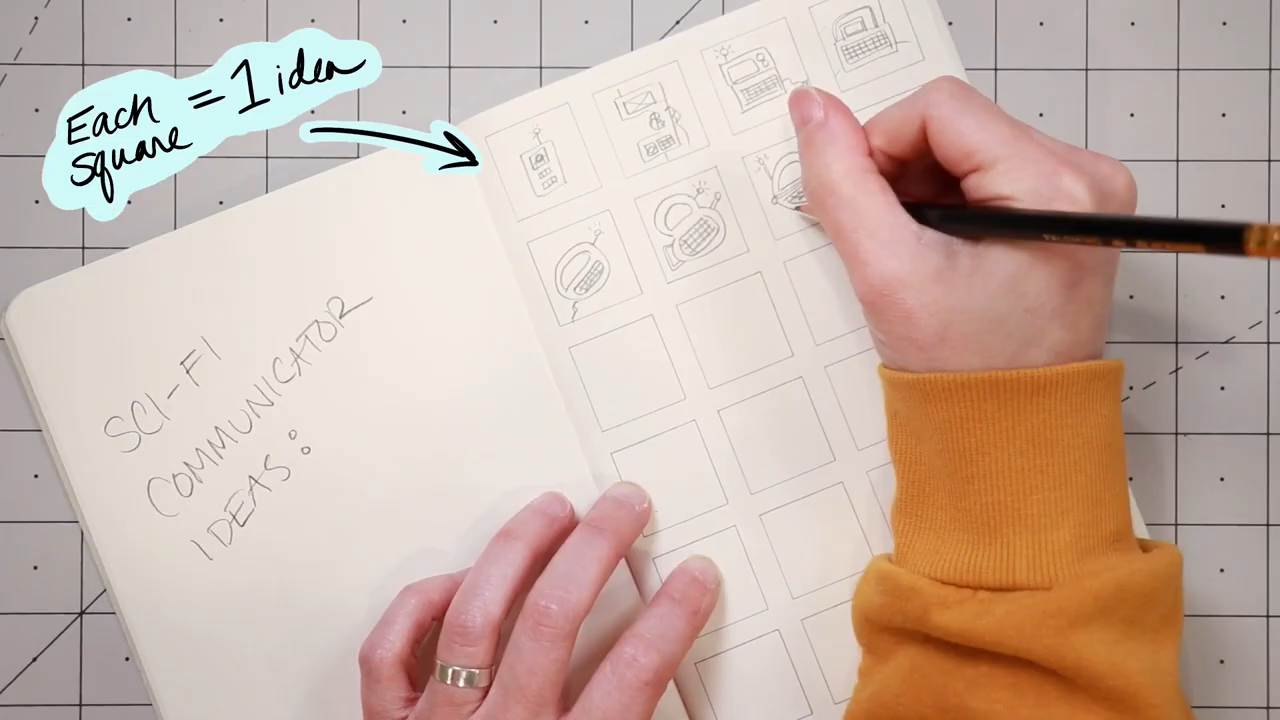 Each = 1 idea
square
SCI-FI
COMMUNICATOR
IDEAS: